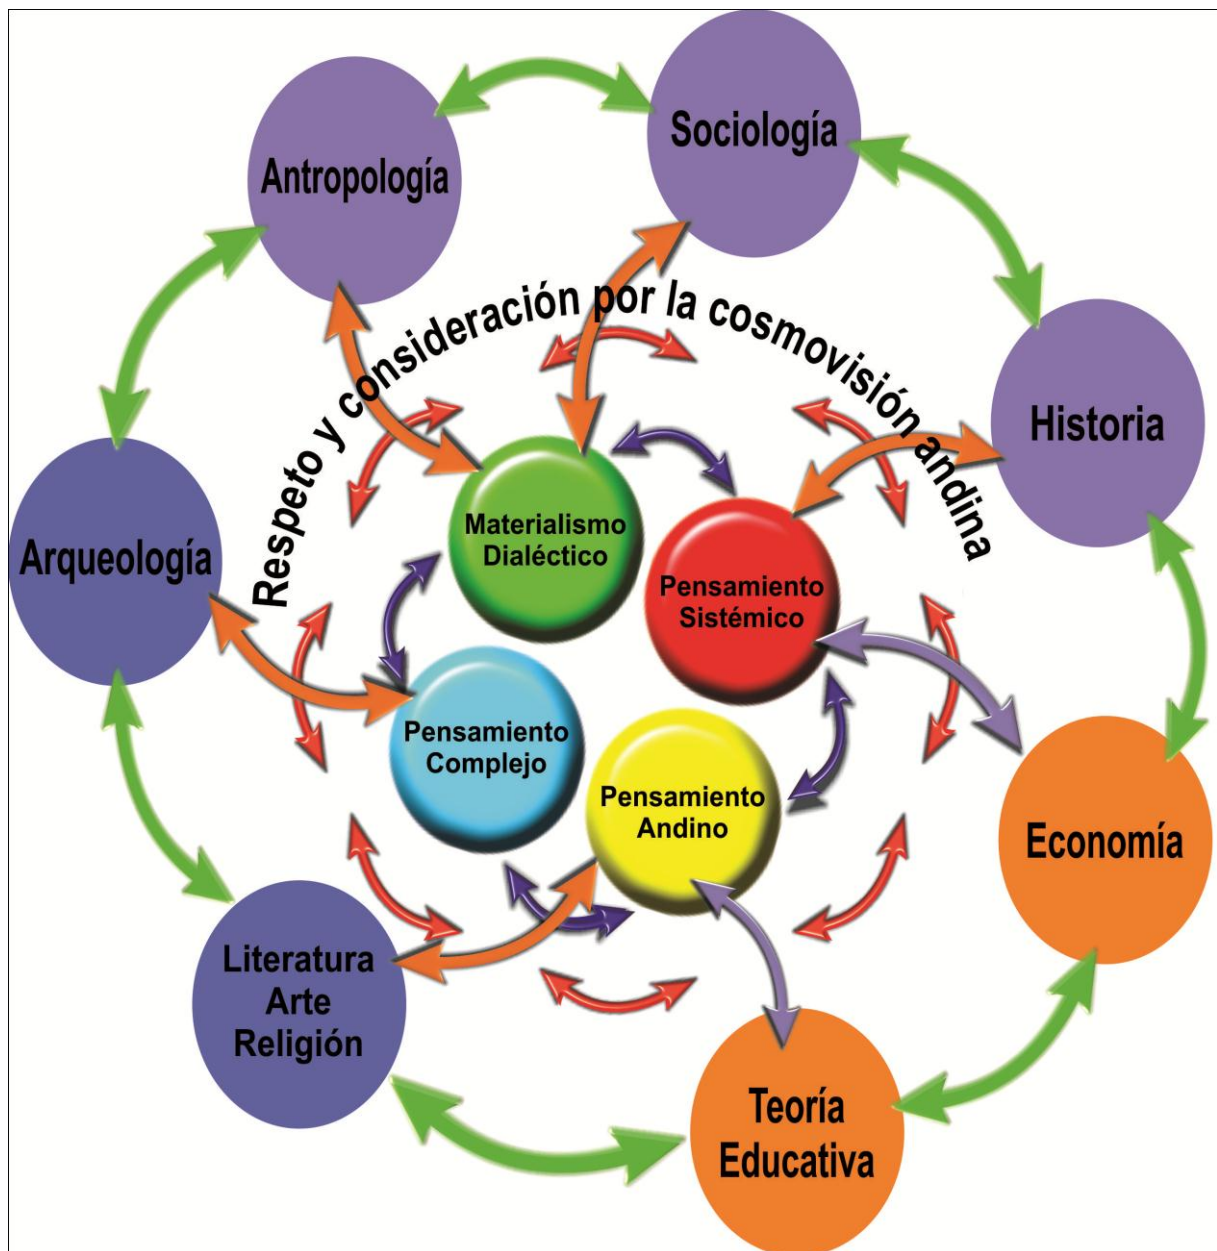 Sociología
Antropología
Respeto y consideración por la cosmovisión andina
Historia
Arqueología
Materialismo
Dialéctico
Pensamiento
Sistémico
Pensamiento
Complejo
Pensamiento
Andino
Economía
Literatura
Arte
Religión
Teoría
Educativa